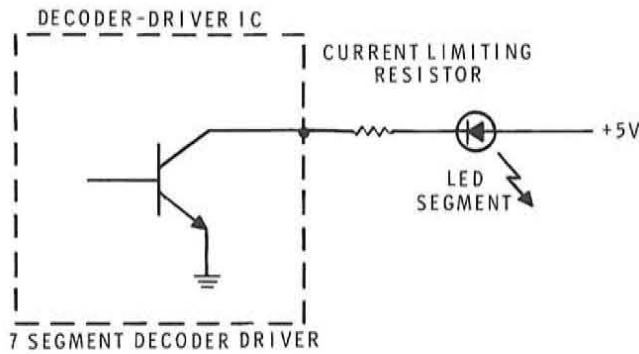 DECODER-DRIVER IC
CURRENT LIMITING
RESISTOR
+5V
LED
SEGMENT
7 SEGMENT DECODER DRIVER